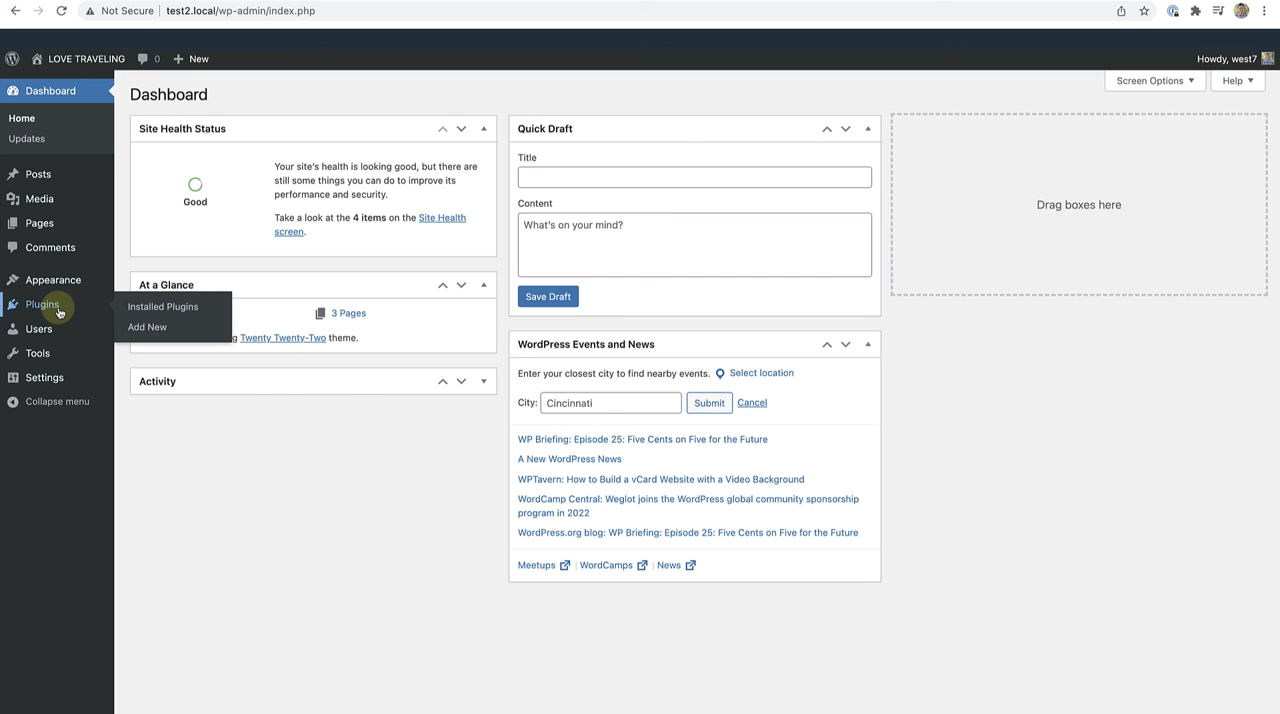 Not Secure test2.local/wp-admin/index.php
LOVE TRAVELING 0 New
Howdy, west7
Dashboard
Home
Updates
Posts
Media
Pages
Comments
Appearance
Plugins
Users
Tools
Settings
Collapse menu
Installed Plugins
Add New
Dashboard
Screen Options
Help
Site Health Status
Good
Your site's health is looking good, but there are
still some things you can do to improve its
performance and security.
Take a look at the 4 items on the Site Health
screen.
At a Glance
3 Pages
g Twenty Twenty-Two theme.
Activity
Quick Draft
Title
Content
What's on your mind?
Save Draft
WordPress Events and News
Enter your closest city to find nearby events. Select location
City: Cincinnati Submit Cancel
WP Briefing: Episode 25: Five Cents on Five for the Future
A New WordPress News
WPTavern: How to Build a vCard Website with a Video Background
WordCamp Central: Weglot joins the WordPress global community sponsorship
program in 2022
WordPress.org blog: WP Briefing: Episode 25: Five Cents on Five for the Future
Meetups | WordCamps | News
Drag boxes here